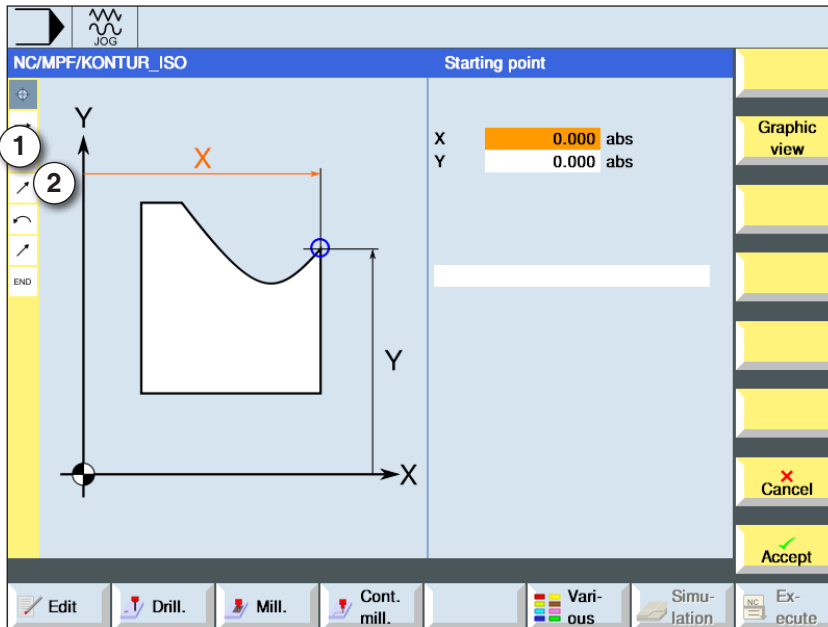 JOG
NC/MPF/KONTUR_ISO
Starting point
1
2
END
Y
X
Y
X
X 0.000 abs
Y 0.000 abs
Graphic
view
Cancel
Accept
Edit
Drill.
Mill.
Cont.
mill.
Vari-
ous
Simu-
lation
NC
Ex-
ecute